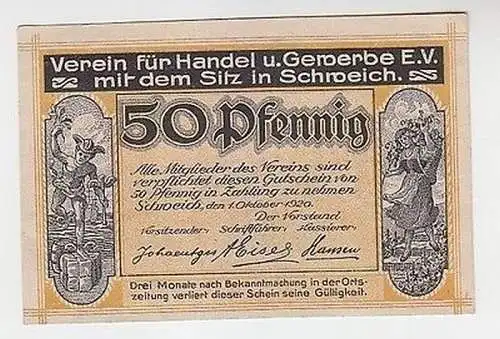 Verein für Handel u. Gewerbe E.V.
mit dem Sitz in Schweich.
50 Pfennig
Alle Mitglieder des Vereins sind
verpflichtet diesen Gutschein von
50 Pfennig in Zahlung zu nehmen
Schweich, den 1. Oktober 1920.
Der Vorstand
Vorsitzender: Schriftführer: Kassierer:
A Eises Hansen
Drei Monate nach Bekanntmachung in der Orts-
zeitung verliert dieser Schein seine Gültigkeit.